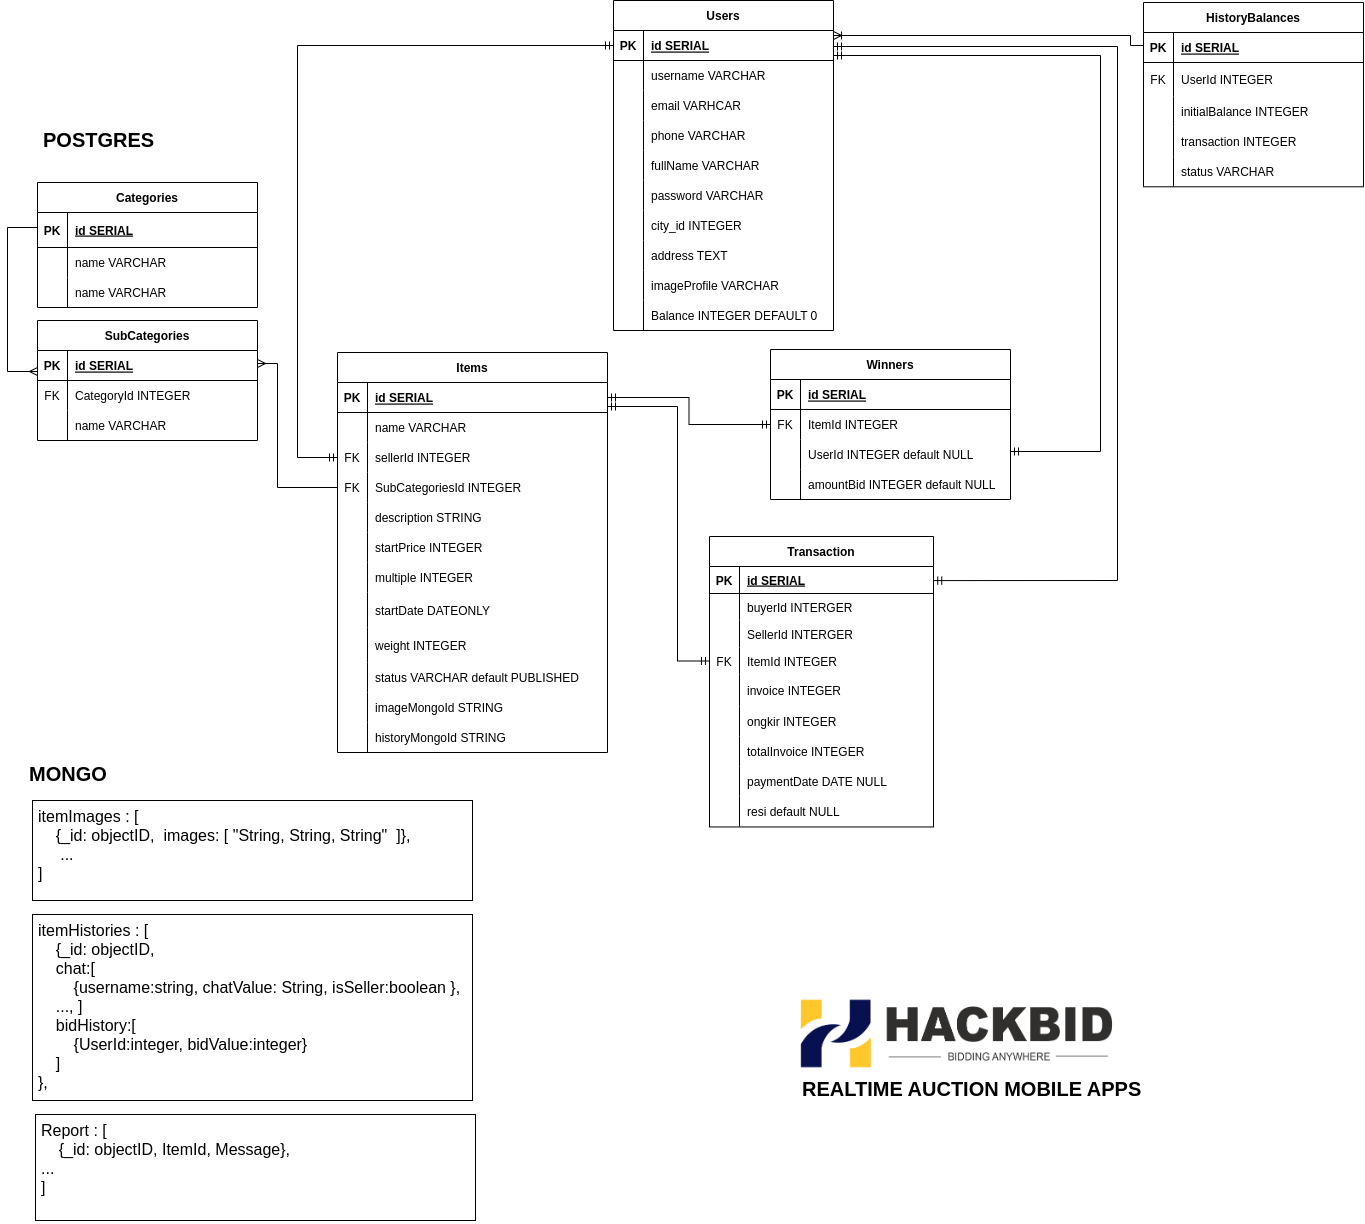 POSTGRES
Categories
PK id SERIAL
name VARCHAR
name VARCHAR
SubCategories
PK id SERIAL
FK CategoryId INTEGER
name VARCHAR
Users
PK id SERIAL
username VARCHAR
email VARHCAR
phone VARCHAR
fullName VARCHAR
password VARCHAR
city_id INTEGER
address TEXT
imageProfile VARCHAR
Balance INTEGER DEFAULT 0
HistoryBalances
PK id SERIAL
FK UserId INTEGER
initialBalance INTEGER
transaction INTEGER
status VARCHAR
Items
PK id SERIAL
name VARCHAR
FK sellerId INTEGER
FK SubCategoriesId INTEGER
description STRING
startPrice INTEGER
multiple INTEGER
startDate DATEONLY
weight INTEGER
status VARCHAR default PUBLISHED
imageMongoId STRING
historyMongoId STRING
Winners
PK id SERIAL
FK ItemId INTEGER
UserId INTEGER default NULL
amountBid INTEGER default NULL
Transaction
PK id SERIAL
buyerId INTERGER
SellerId INTERGER
FK ItemId INTEGER
invoice INTEGER
ongkir INTEGER
totalInvoice INTEGER
paymentDate DATE NULL
resi default NULL
MONGO
itemImages : [
{_id: objectID, images: [ "String, String, String" ]},
...
]
itemHistories : [
{_id: objectID,
chat:[
{username:string, chatValue: String, isSeller:boolean },
..., ]
bidHistory:[
{UserId:integer, bidValue:integer}
]
},
Report : [
{_id: objectID, ItemId, Message},
...
]
HACKBID
BIDDING ANYWHERE
REALTIME AUCTION MOBILE APPS